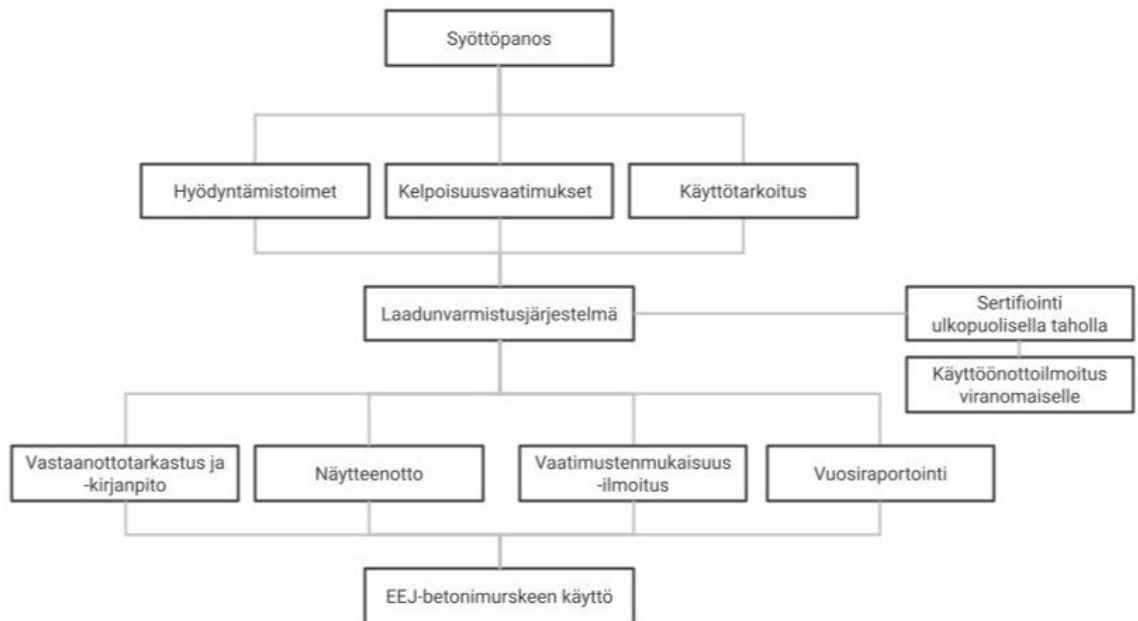 Syöttöpanos
Hyödyntämistoimet
Kelpoisuusvaatimukset
Käyttötarkoitus
Laadunvarmistusjärjestelmä
Sertifiointi
ulkopuolisella taholla
Käyttöönottoilmoitus
viranomaiselle
Vastaanottotarkastus ja
-kirjanpito
Näytteenotto
Vaatimustenmukaisuus
-ilmoitus
Vuosiraportointi
EEJ-betonimurskeen käyttö